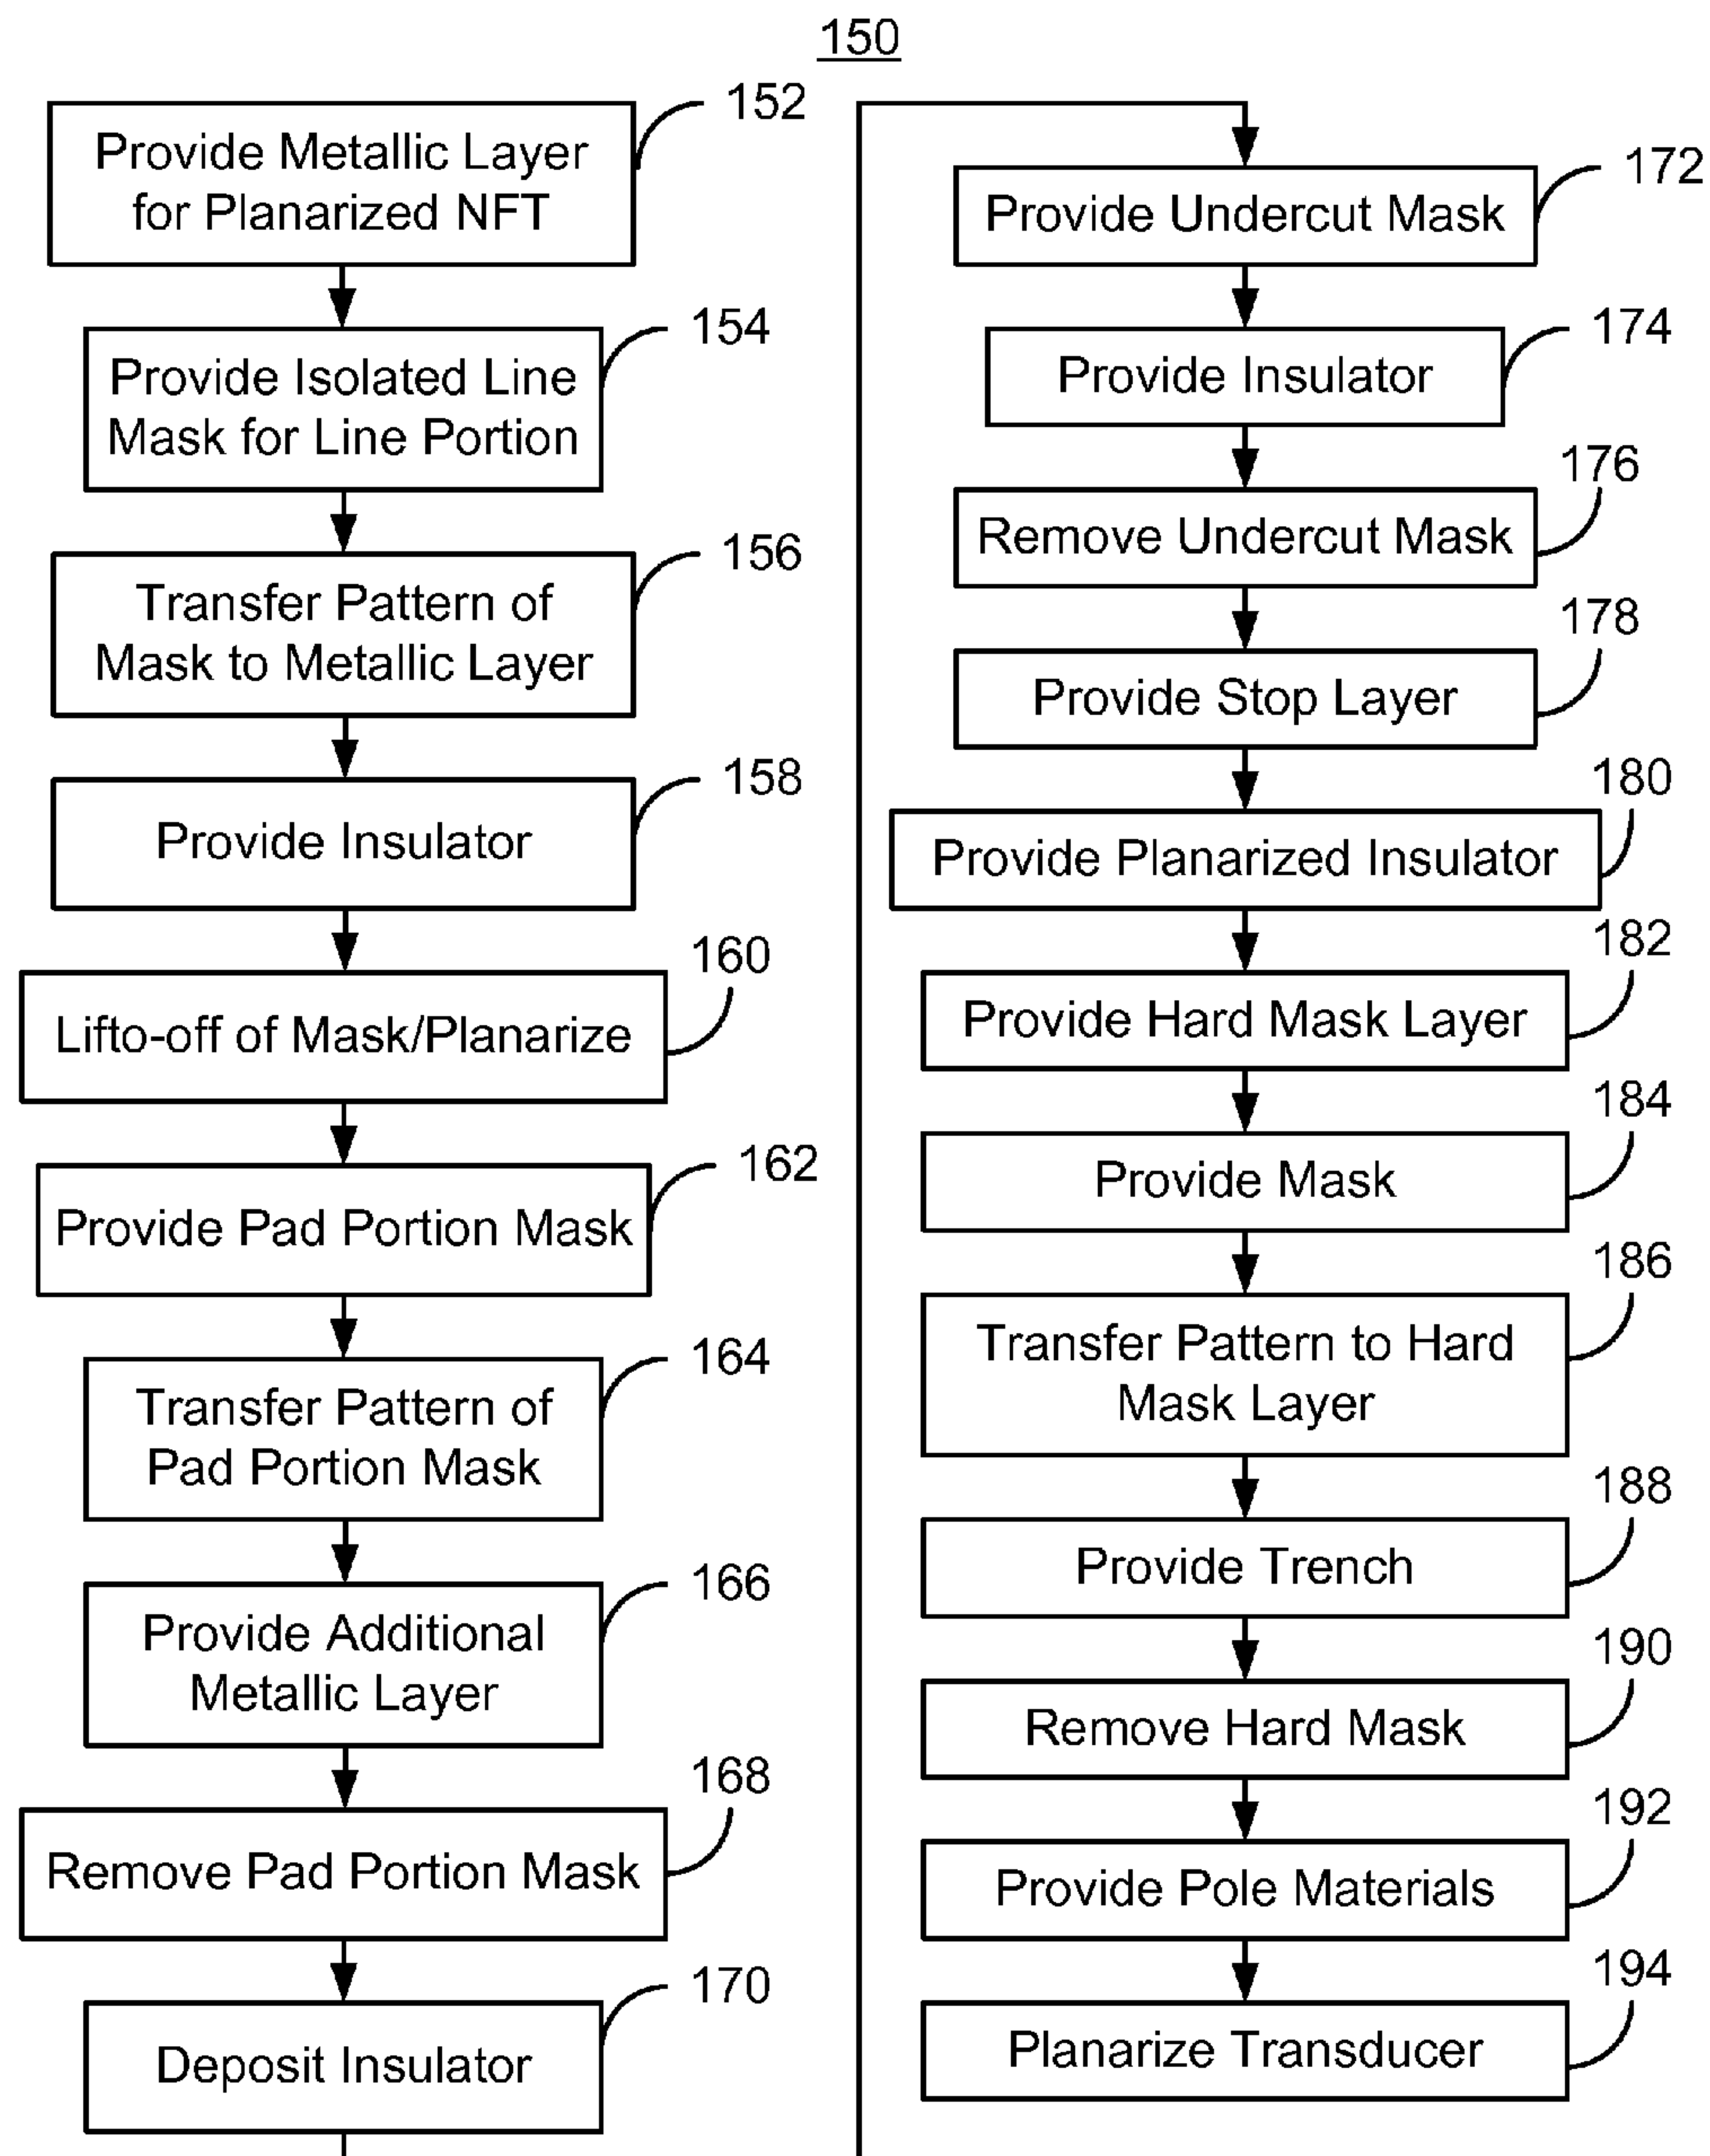 150
152
Provide Metallic Layer
for Planarized NFT
154
Provide Isolated Line
Mask for Line Portion
156
Transfer Pattern of
Mask to Metallic Layer
158
Provide Insulator
160
Lifto-off of Mask/Planarize
162
Provide Pad Portion Mask
164
Transfer Pattern of
Pad Portion Mask
166
Provide Additional
Metallic Layer
168
Remove Pad Portion Mask
170
Deposit Insulator
172
Provide Undercut Mask
174
Provide Insulator
176
Remove Undercut Mask
178
Provide Stop Layer
180
Provide Planarized Insulator
182
Provide Hard Mask Layer
184
Provide Mask
186
Transfer Pattern to Hard
Mask Layer
188
Provide Trench
190
Remove Hard Mask
192
Provide Pole Materials
194
Planarize Transducer